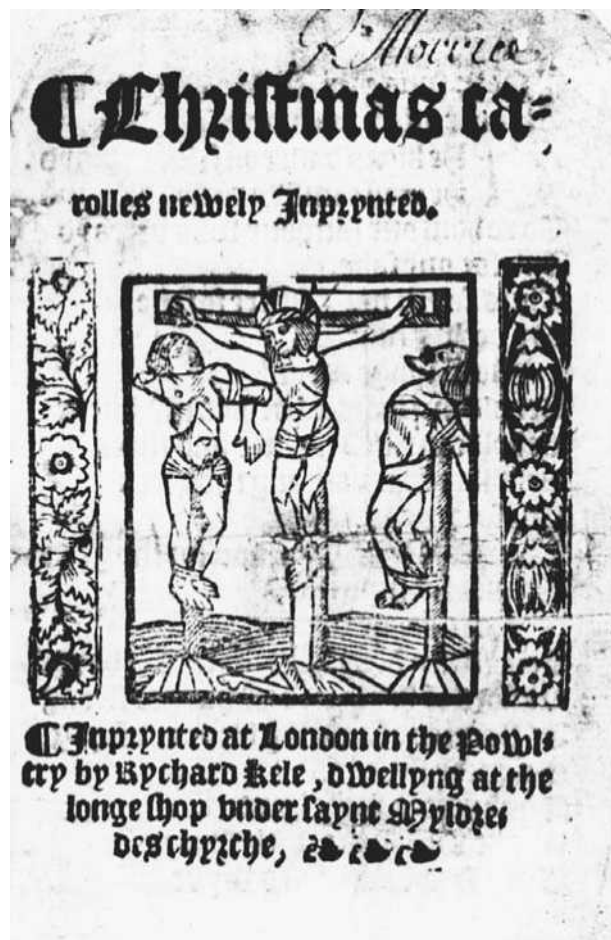 Morrice
¶ Christmas ca=
rolles newely Inprynted.
¶ Inprynted at London in the Powl=
try by Rychard Kele, dwellyng at the
longe shop vnder saynt Myldre=
des chyrche,